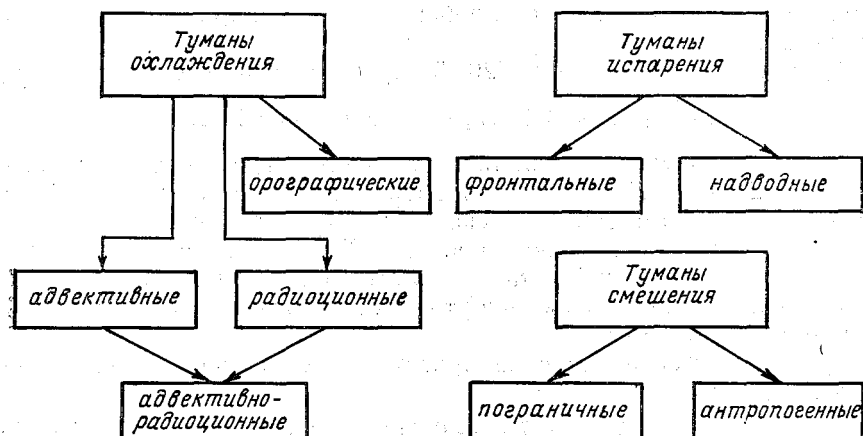 Туманы
охлаждения
орографические
адвективные
радиоционные
адвективно-
радиоционные
Туманы
испарения
фронтальные
надводные
Туманы
смешения
пограничные
антропогенные